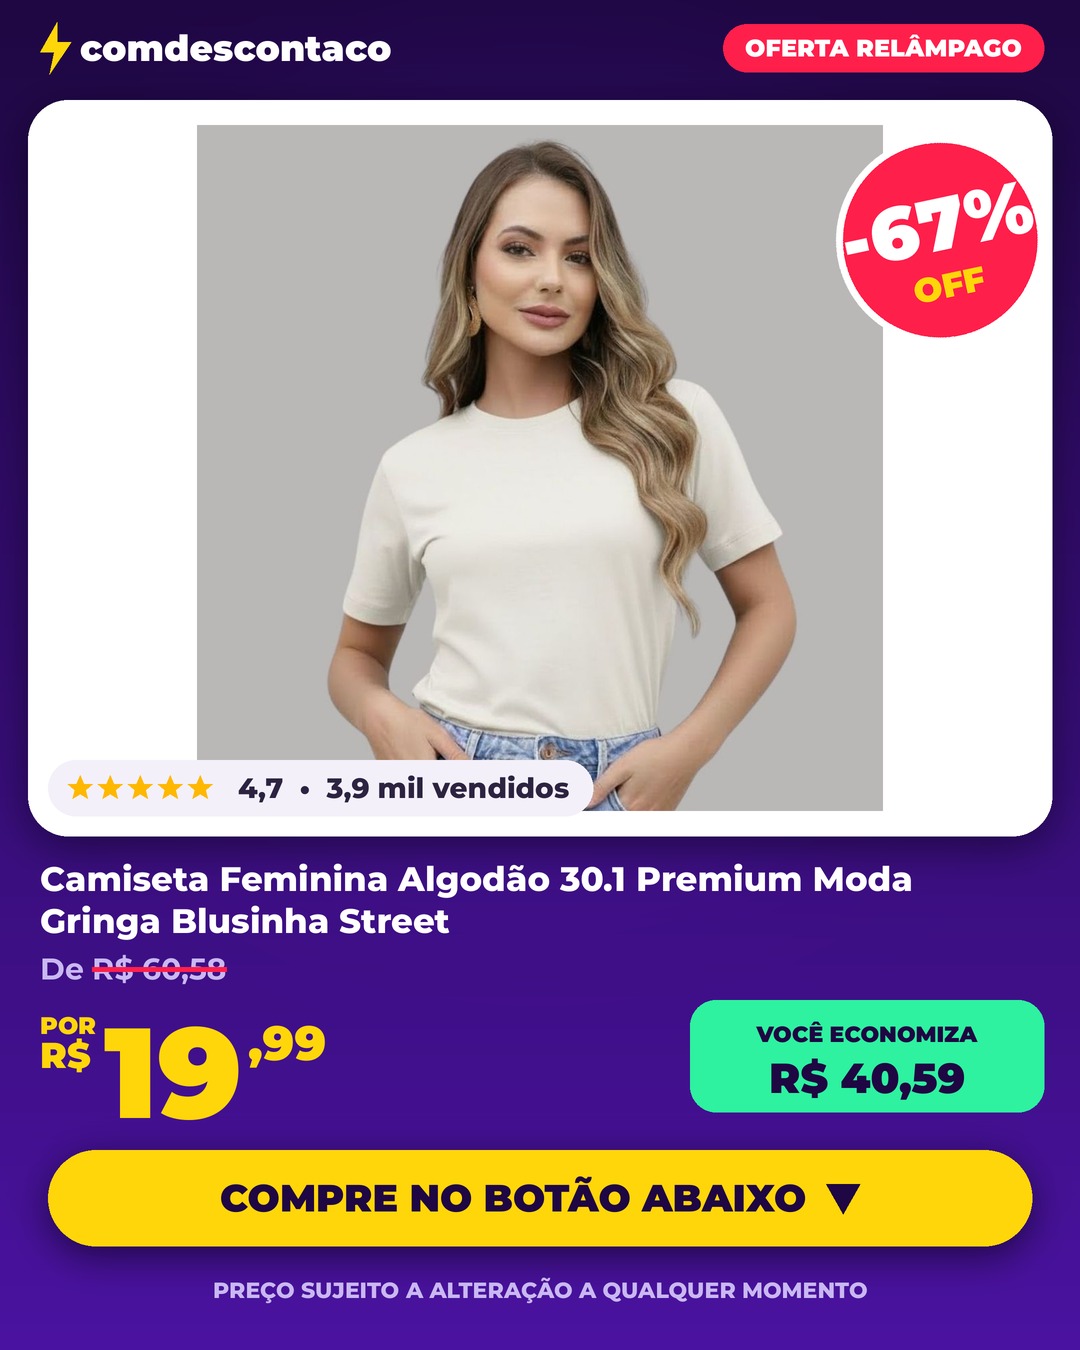 comdescontaco
OFERTA RELÂMPAGO
-67%
OFF
4,7 • 3,9 mil vendidos
Camiseta Feminina Algodão 30.1 Premium Moda
Gringa Blusinha Street
De R$ 60,58
POR
R$ 19,99
VOCÊ ECONOMIZA
R$ 40,59
COMPRE NO BOTÃO ABAIXO ▼
PREÇO SUJEITO A ALTERAÇÃO A QUALQUER MOMENTO